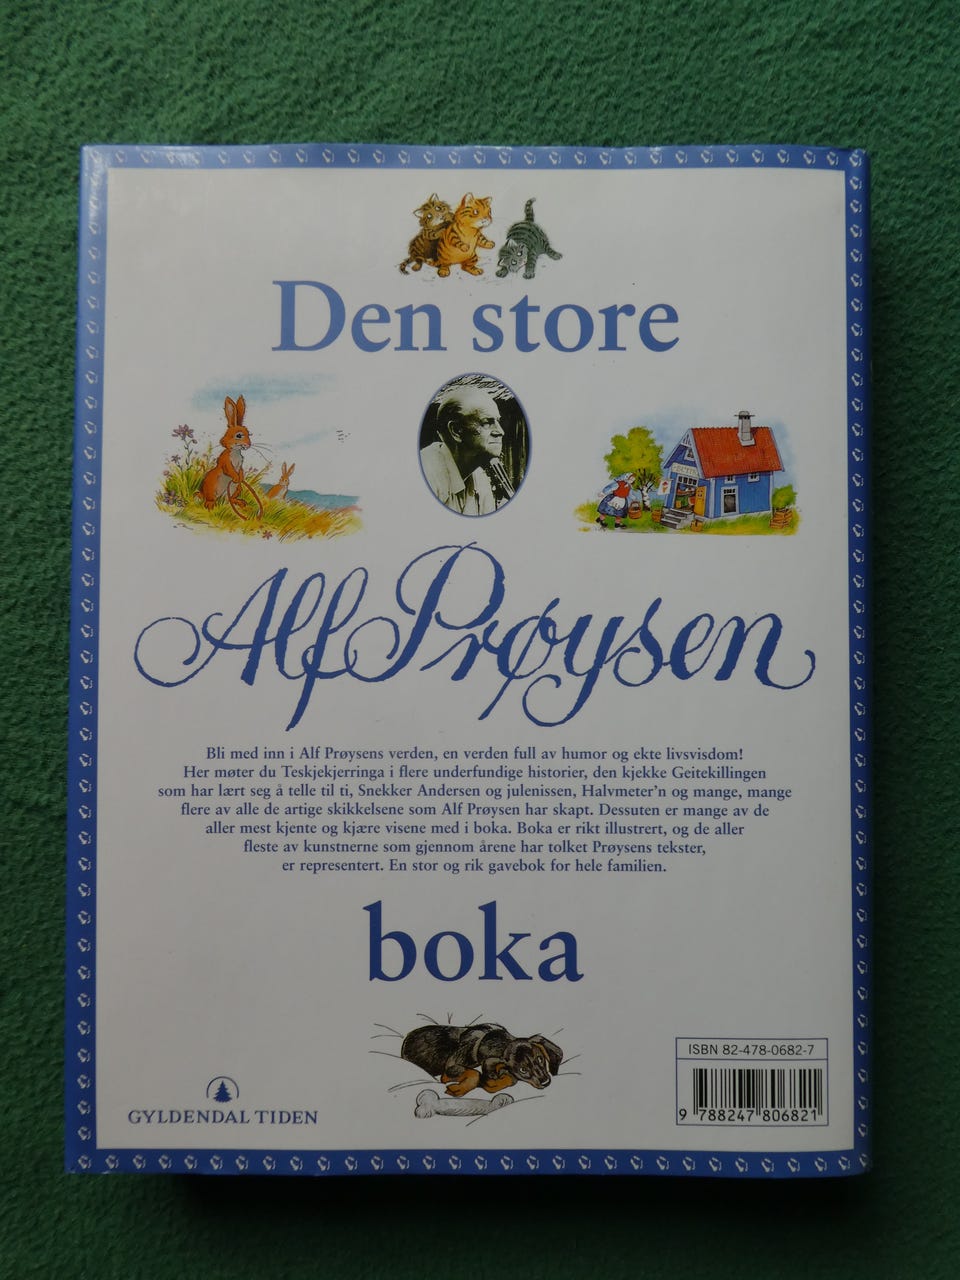 Den store
Alf Prøysen
Bli med inn i Alf Prøysens verden, en verden full av humor og ekte livsvisdom!
Her møter du Teskjekjerringa i flere underfundige historier, den kjekke Geitekillingen
som har lært seg å telle til ti, Snekker Andersen og julenissen, Halvmeter'n og mange, mange
flere av alle de artige skikkelsene som Alf Prøysen har skapt. Dessuten er mange av de
aller mest kjente og kjære visene med i boka. Boka er rikt illustrert, og de aller
fleste av kunstnerne som gjennom årene har tolket Prøysens tekster,
er representert. En stor og rik gavebok for hele familien.
boka
ISBN 82-478-0682-7
9 788247 806821
GYLDENDAL TIDEN